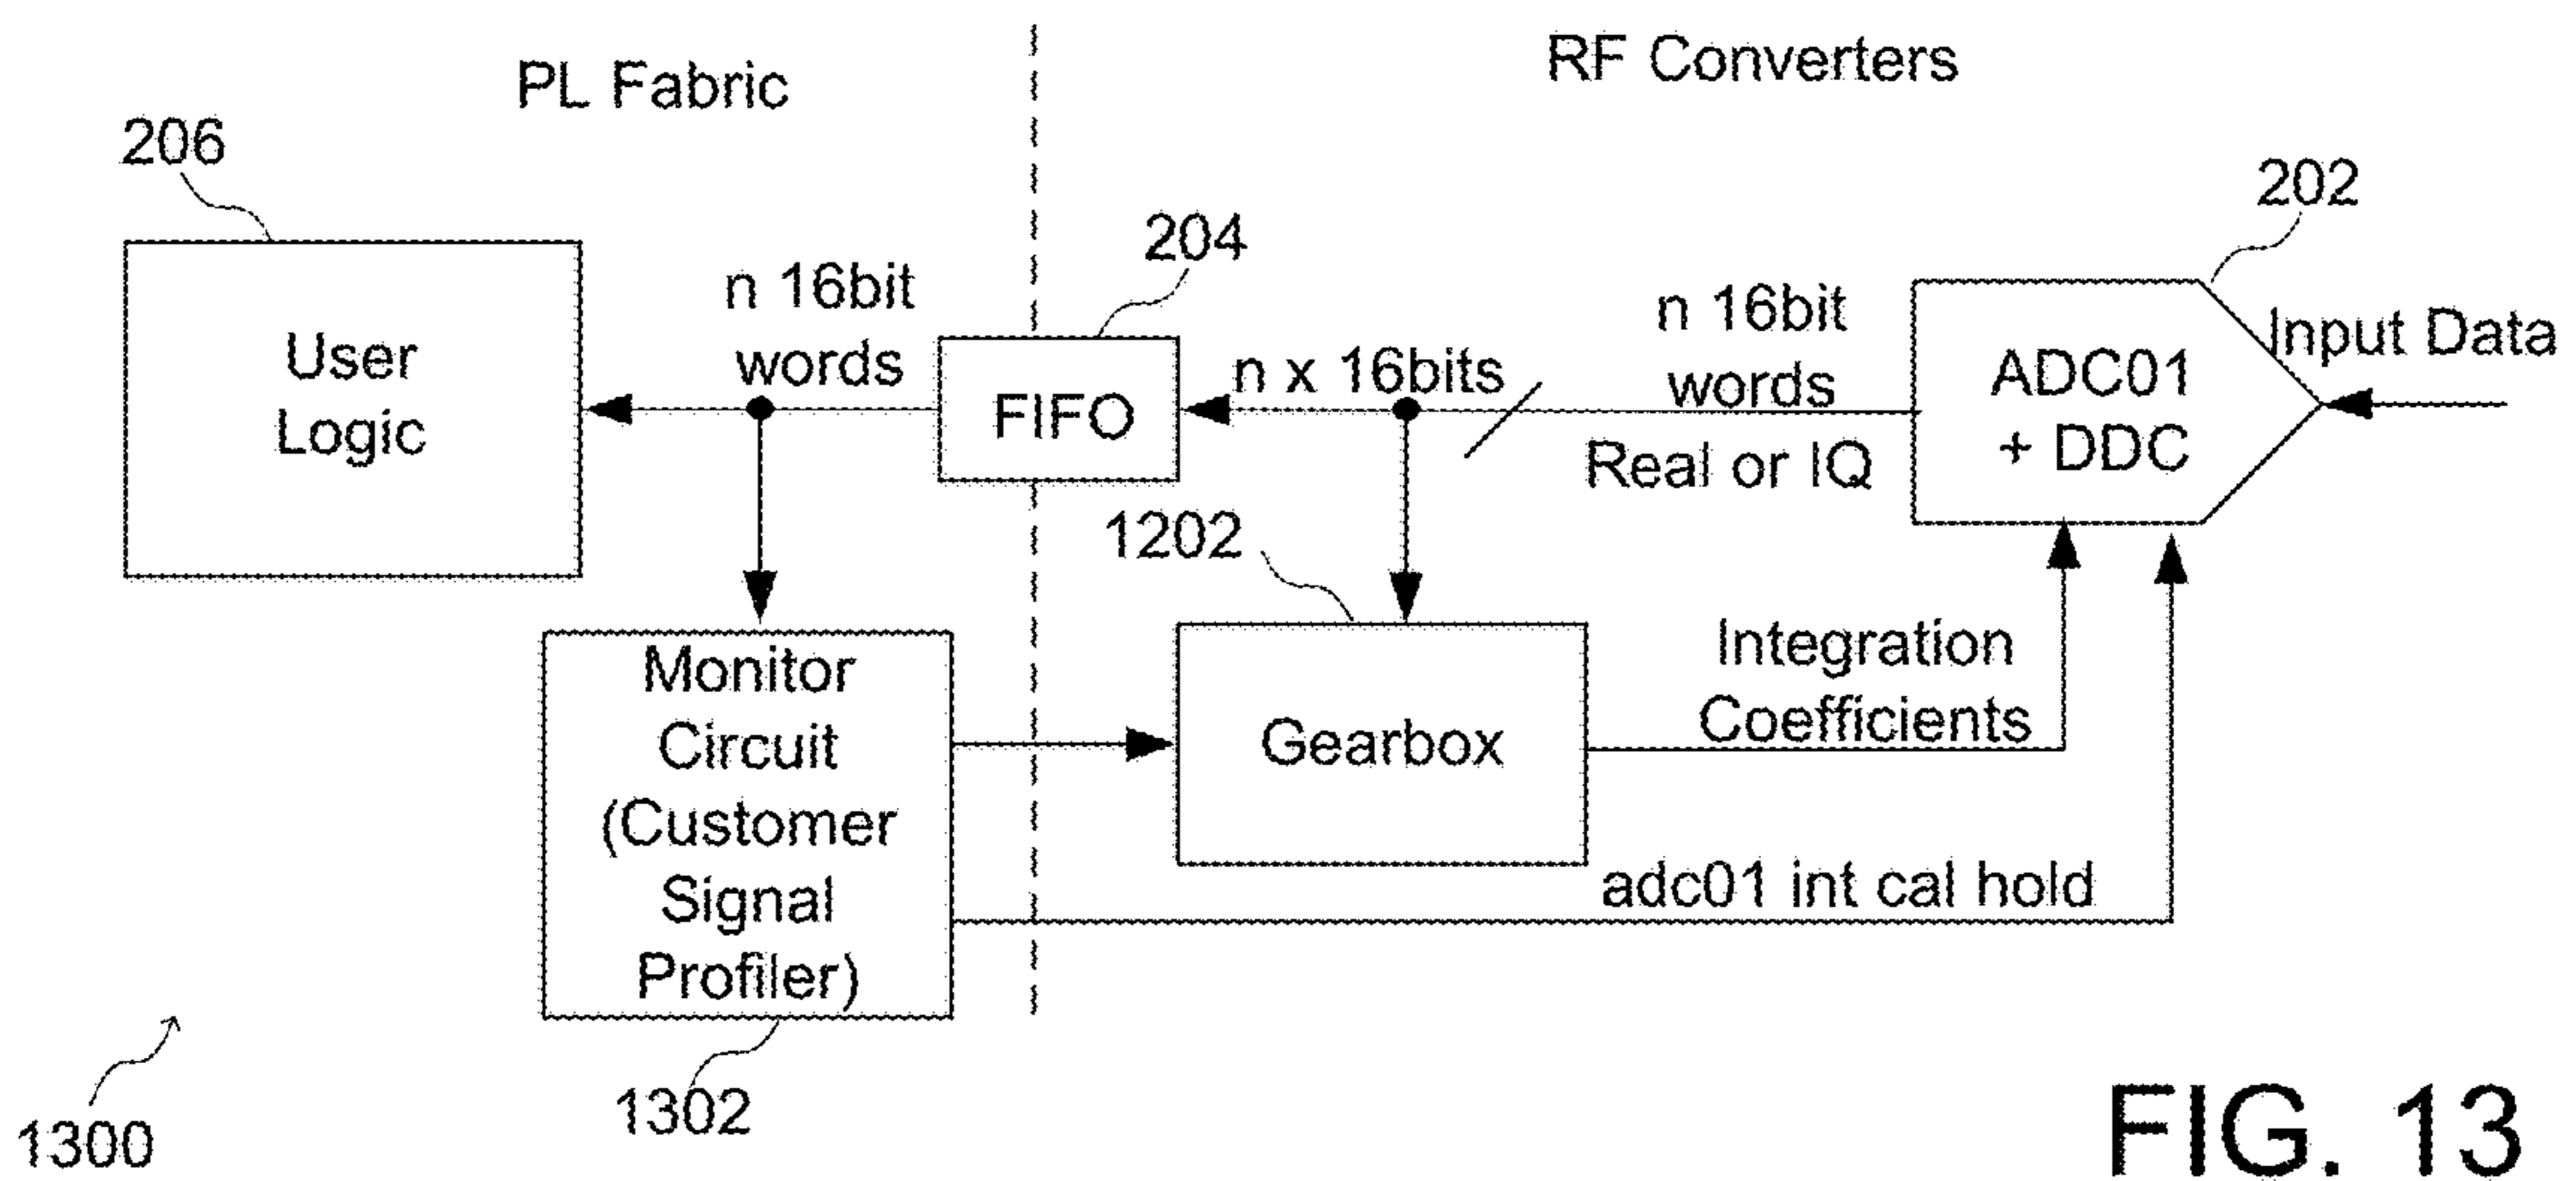 PL Fabric
RF Converters
206
202
204
n 16bit
words
n 16bit
words
Input Data
User
Logic
FIFO
n x 16bits
Real or IQ
ADC01
+ DDC
1202
Monitor
Circuit
(Customer
Signal
Profiler)
Gearbox
Integration
Coefficients
adc01 int cal hold
1302
1300
FIG. 13